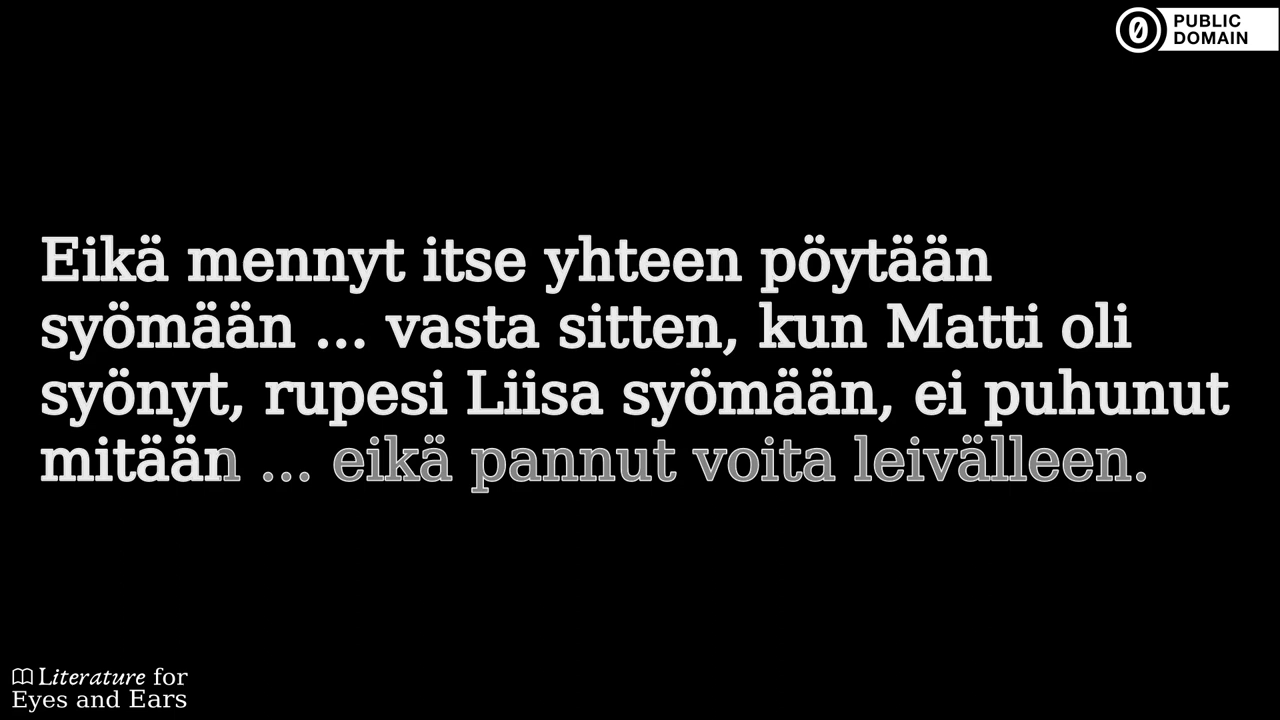 PUBLIC
DOMAIN
Eikä mennyt itse yhteen pöytään
syömään ... vasta sitten, kun Matti oli
syönyt, rupesi Liisa syömään, ei puhunut
mitään ... eikä pannut voita leivälleen.
Literature for
Eyes and Ears